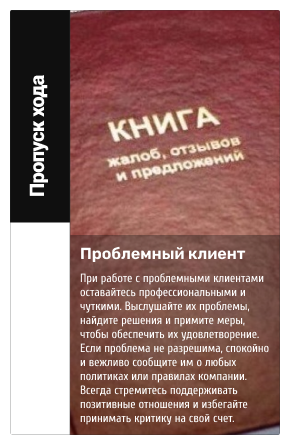 Пропуск хода
КНИГА
жалоб, отзывов
и предложений
Проблемный клиент
При работе с проблемными клиентами
оставайтесь профессиональными и
чуткими. Выслушайте их проблемы,
найдите решения и примите меры,
чтобы обеспечить их удовлетворение.
Если проблема не разрешима, спокойно
и вежливо сообщите им о любых
политиках или правилах компании.
Всегда стремитесь поддерживать
позитивные отношения и избегайте
принимать критику на свой счет.